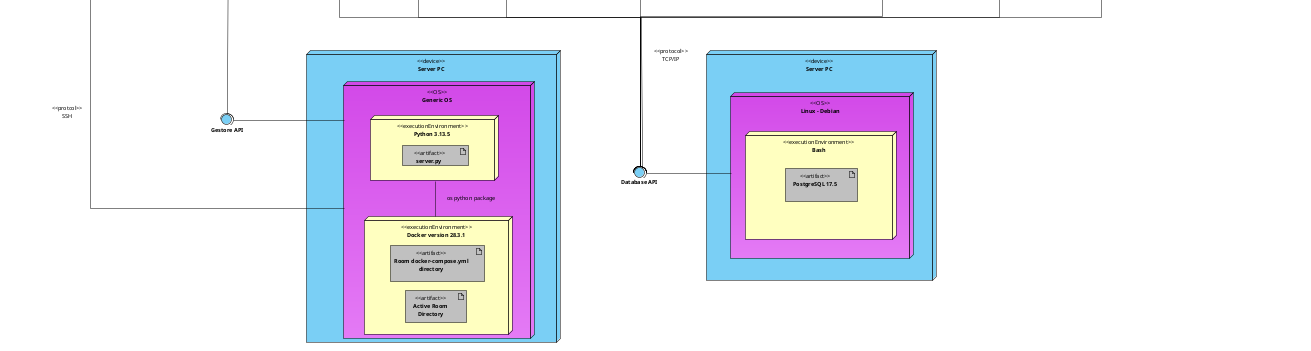 <<protcol>>
SSH
Gestore API
<<device>>
Server PC
<<OS>>
Generic OS
<<executionEnvironment>>
Python 3.13.5
<<artifact>>
server.py
os python package
<<executionEnvironment>>
Docker version 28.3.1
<<artifact>>
Room docker-compose.yml
directory
<<artifact>>
Active Room
Directory
<<protocol>>
TCP/IP
Database API
<<device>>
Server PC
<<OS>>
Linux - Debian
<<executionEnvironment>>
Bash
<<artifact>>
PostgreSQL 17.5